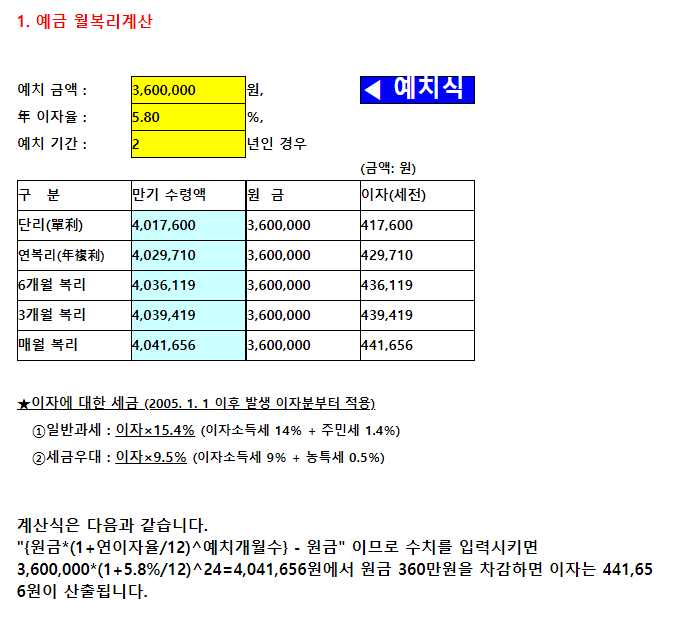 1. 예금 월복리계산
예치 금액 : 3,600,000 원, ◀ 예치식
年 이자율 : 5.80 %,
예치 기간 : 2 년인 경우
(금액: 원)
구 분 만기 수령액 원 금 이자(세전)
단리(單利) 4,017,600 3,600,000 417,600
연복리(年複利) 4,029,710 3,600,000 429,710
6개월 복리 4,036,119 3,600,000 436,119
3개월 복리 4,039,419 3,600,000 439,419
매월 복리 4,041,656 3,600,000 441,656
★이자에 대한 세금 (2005. 1. 1 이후 발생 이자분부터 적용)
①일반과세 : 이자×15.4% (이자소득세 14% + 주민세 1.4%)
②세금우대 : 이자×9.5% (이자소득세 9% + 농특세 0.5%)
계산식은 다음과 같습니다.
"{원금*(1+연이자율/12)^예치개월수} - 원금" 이므로 수치를 입력시키면
3,600,000*(1+5.8%/12)^24=4,041,656원에서 원금 360만원을 차감하면 이자는 441,65
6원이 산출됩니다.